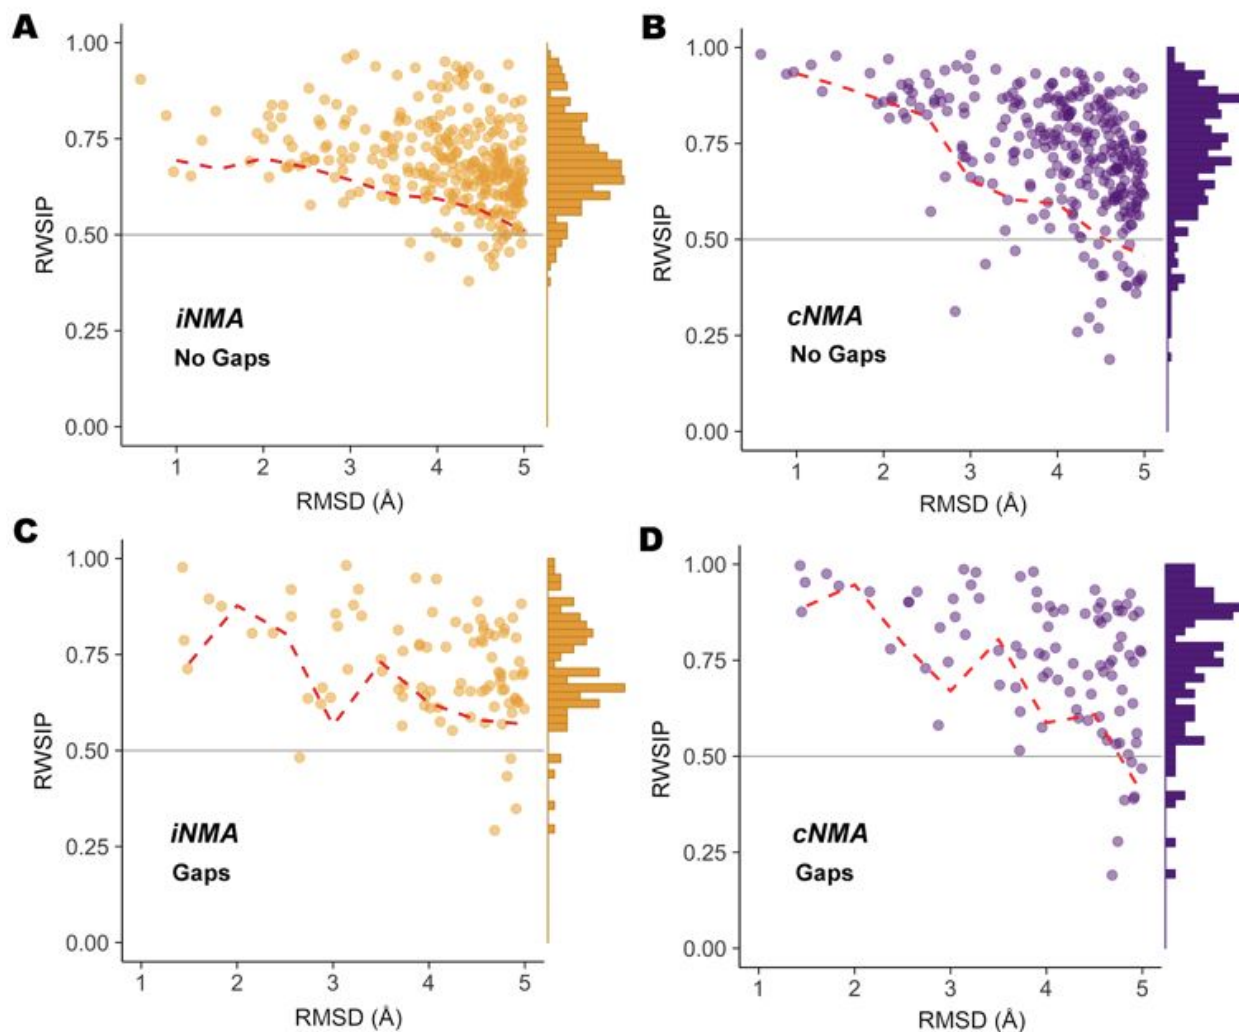 A
1.00
0.75
0.50
0.25
0.00
RWSIP
iNMA
No Gaps
1 2 3 4 5
RMSD (Å)
B
1.00
0.75
0.50
0.25
0.00
RWSIP
cNMA
No Gaps
1 2 3 4 5
RMSD (Å)
C
1.00
0.75
0.50
0.25
0.00
RWSIP
iNMA
Gaps
1 2 3 4 5
RMSD (Å)
D
1.00
0.75
0.50
0.25
0.00
RWSIP
cNMA
Gaps
1 2 3 4 5
RMSD (Å)